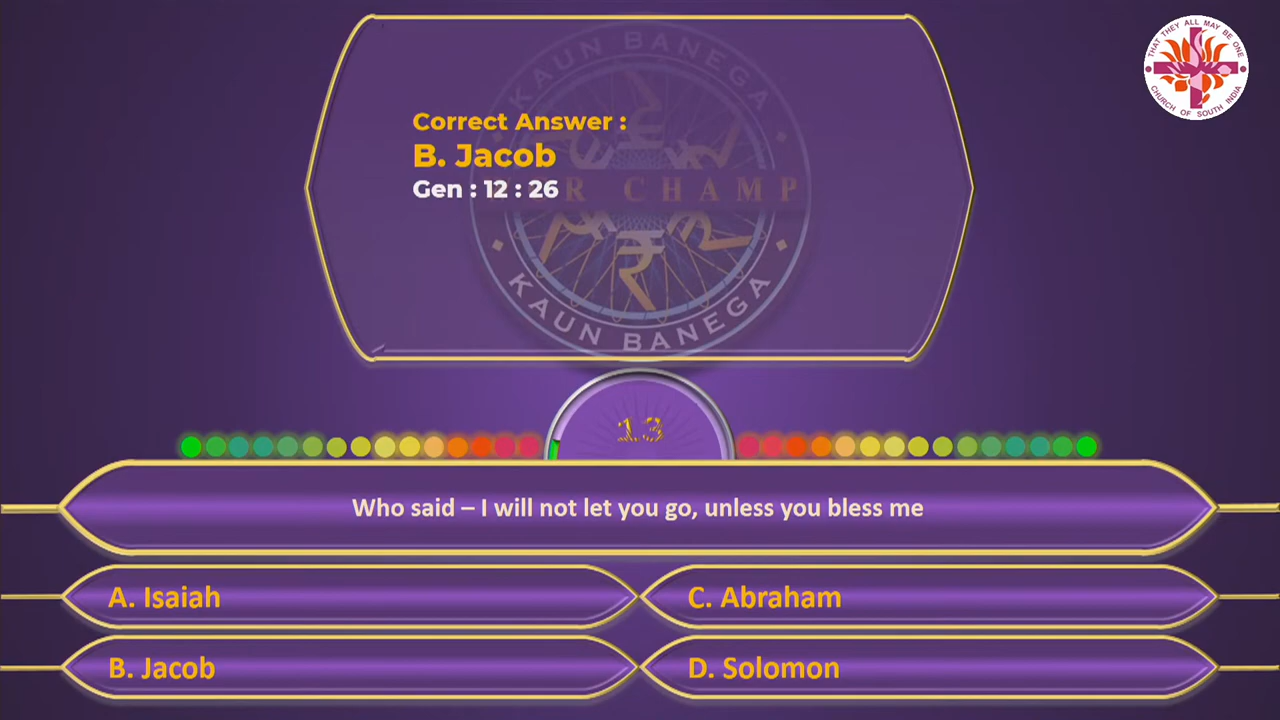 THAT THEY ALL MAY BE ONE
CHURCH OF SOUTH INDIA
KAUN BANEGA
Correct Answer :
B. Jacob
Gen : 12 : 26
R CHAMP
₹
KAUN BANEGA
13
Who said – I will not let you go, unless you bless me
A. Isaiah
C. Abraham
B. Jacob
D. Solomon